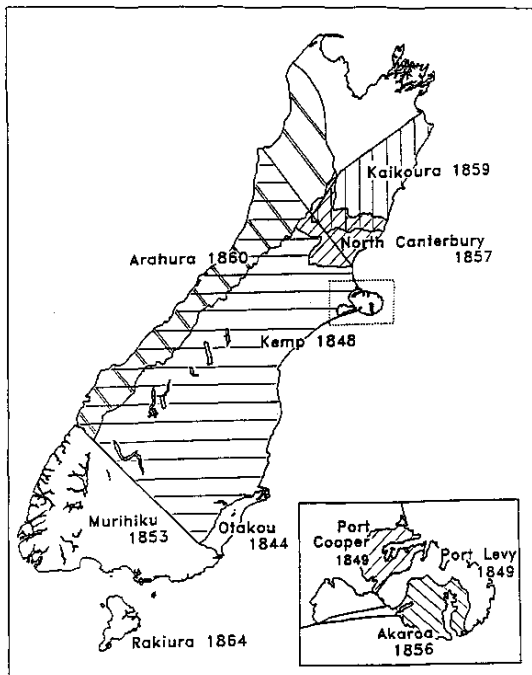 Kaikoura 1859
North Canterbury
1857
Arahura 1860
Kemp 1848
Murihiku
1853
Otakou
1844
Rakiura 1864
Port
Cooper
1849
Port Levy
1849
Akaroa
1856